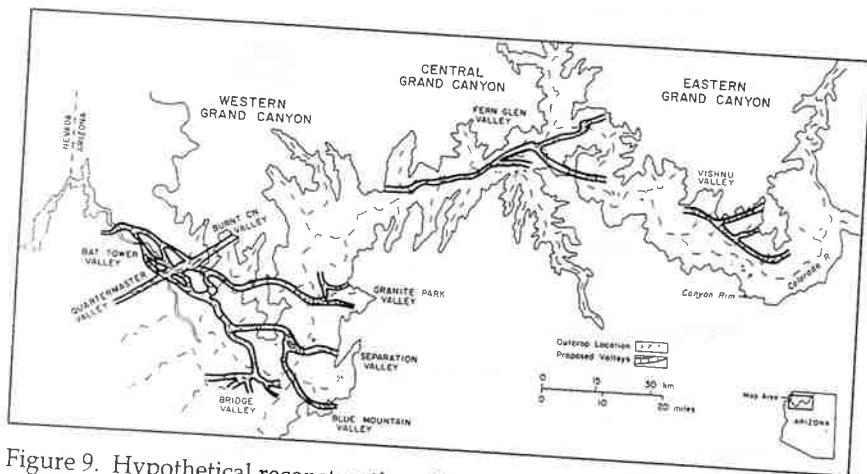 CENTRAL
GRAND CANYON
EASTERN
GRAND CANYON
WESTERN
GRAND CANYON
FERN GLEN
VALLEY
NEVADA
ARIZONA
VISHNU
VALLEY
BURNT CN
VALLEY
BAT TOWER
VALLEY
QUARTERMASTER
VALLEY
GRANITE PARK
VALLEY
Colorado R.
Canyon Rim
SEPARATION
VALLEY
BRIDGE
VALLEY
BLUE MOUNTAIN
VALLEY
Outcrop Location
Proposed Valleys
0 15 30 km
0 10 20 miles
Map Area
ARIZONA
Figure 9. Hypothetical